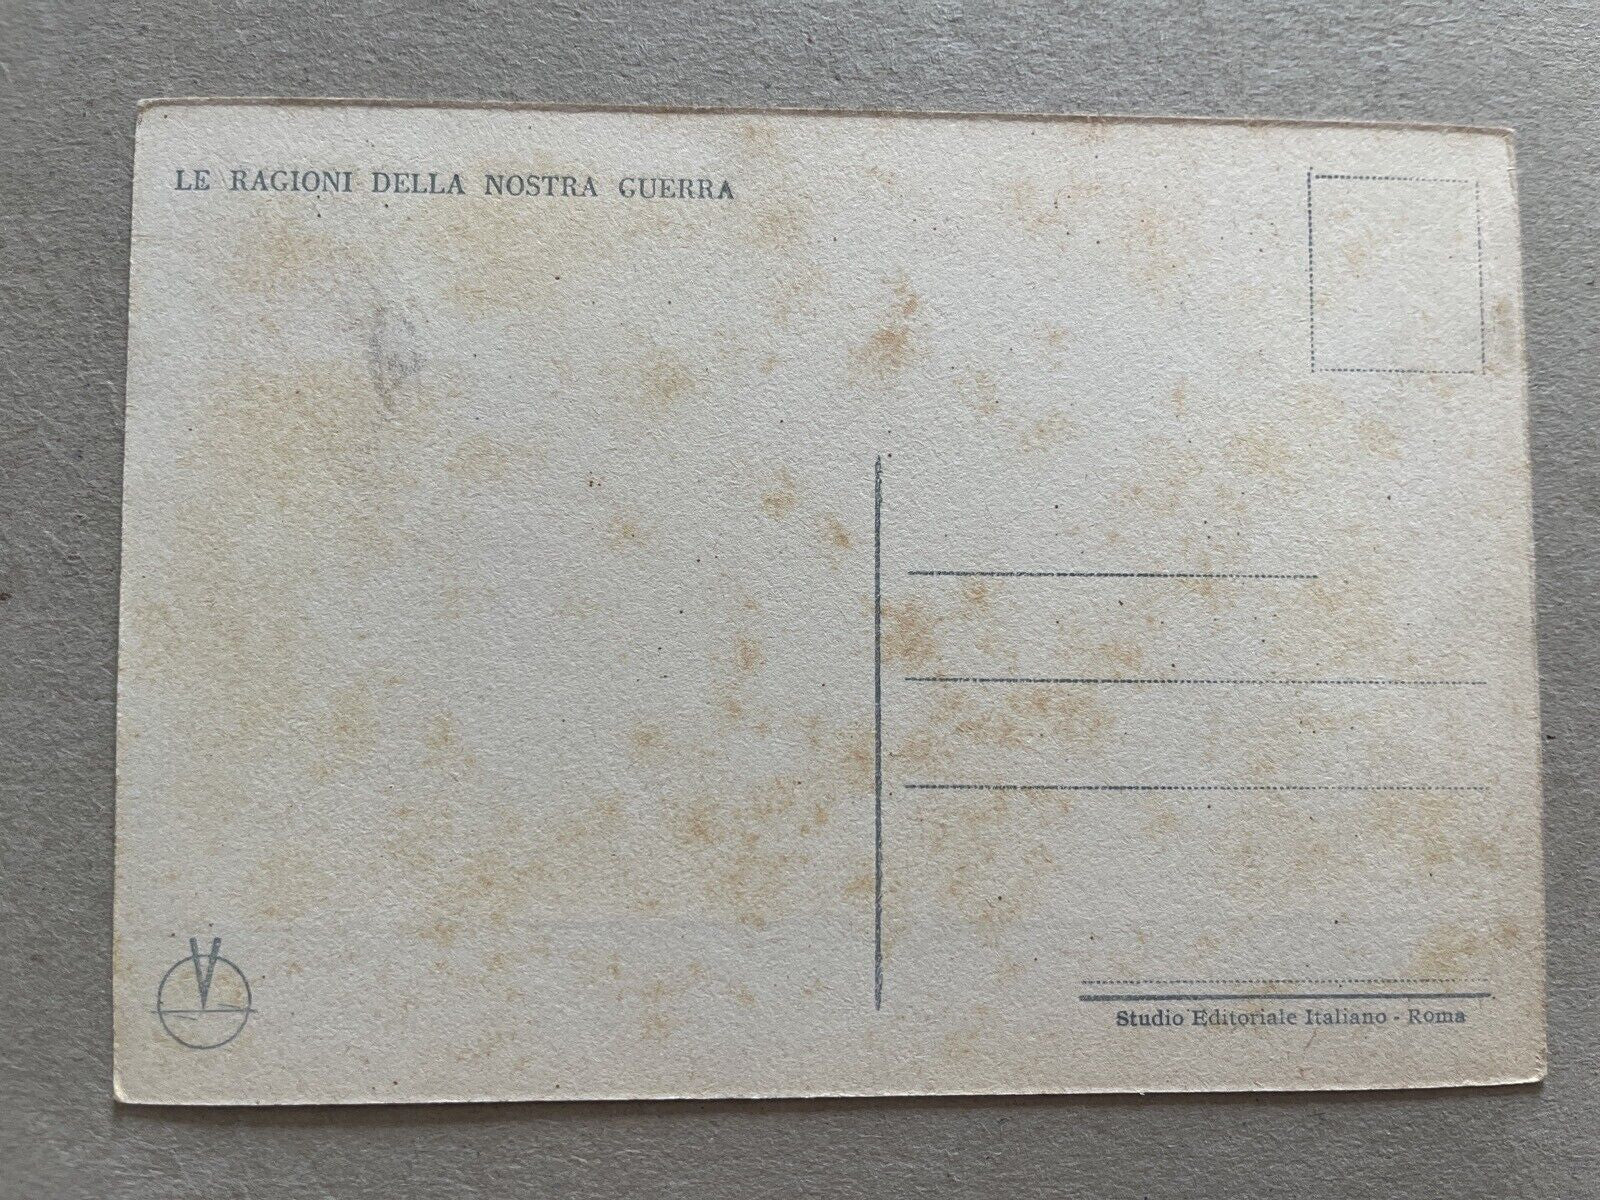 LE RAGIONI DELLA NOSTRA GUERRA
V
Studio Editoriale Italiano - Roma